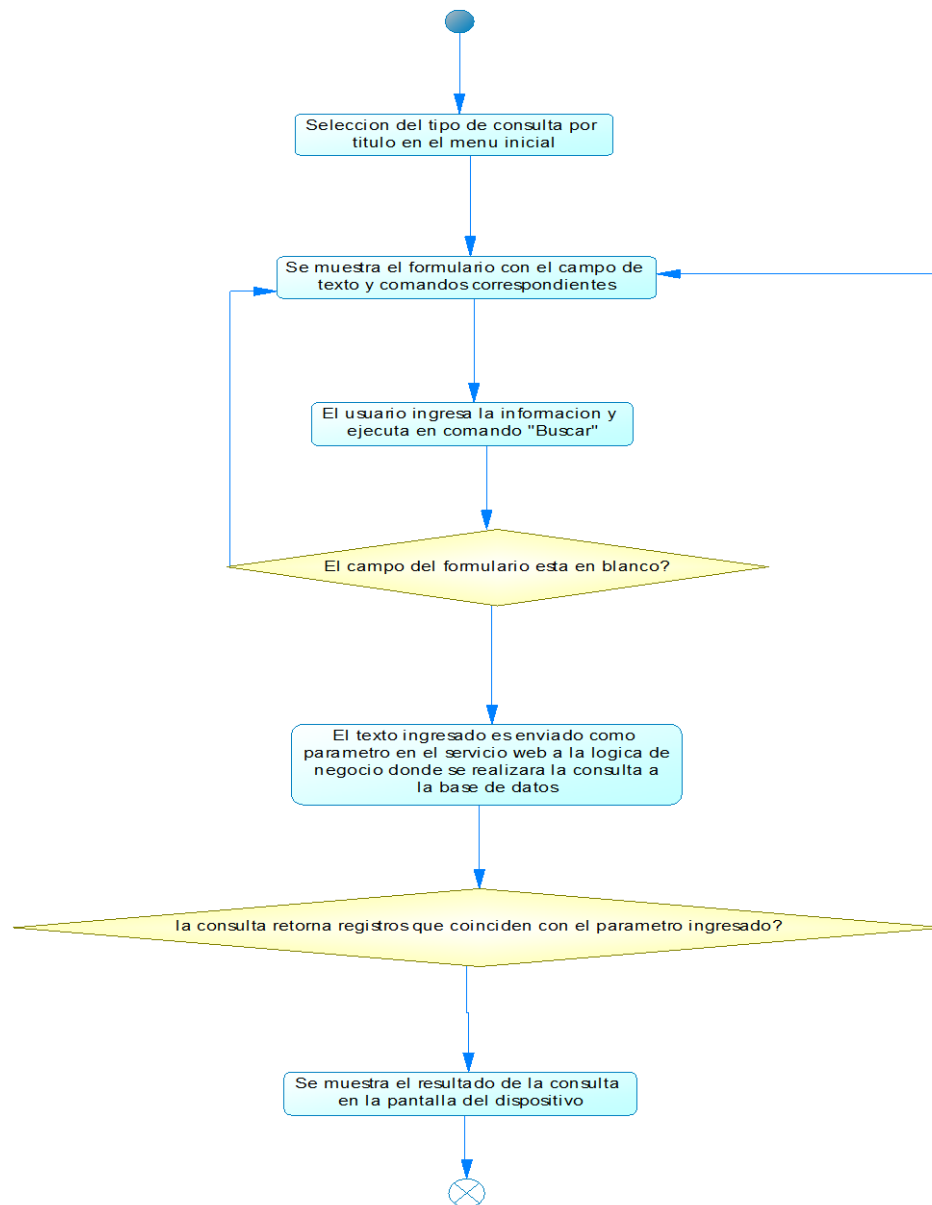 Seleccion del tipo de consulta por
titulo en el menu inicial
Se muestra el formulario con el campo de
texto y comandos correspondientes
El usuario ingresa la informacion y
ejecuta en comando "Buscar"
El campo del formulario esta en blanco?
El texto ingresado es enviado como
parametro en el servicio web a la logica de
negocio donde se realizara la consulta a
la base de datos
la consulta retorna registros que coinciden con el parametro ingresado?
Se muestra el resultado de la consulta
en la pantalla del dispositivo